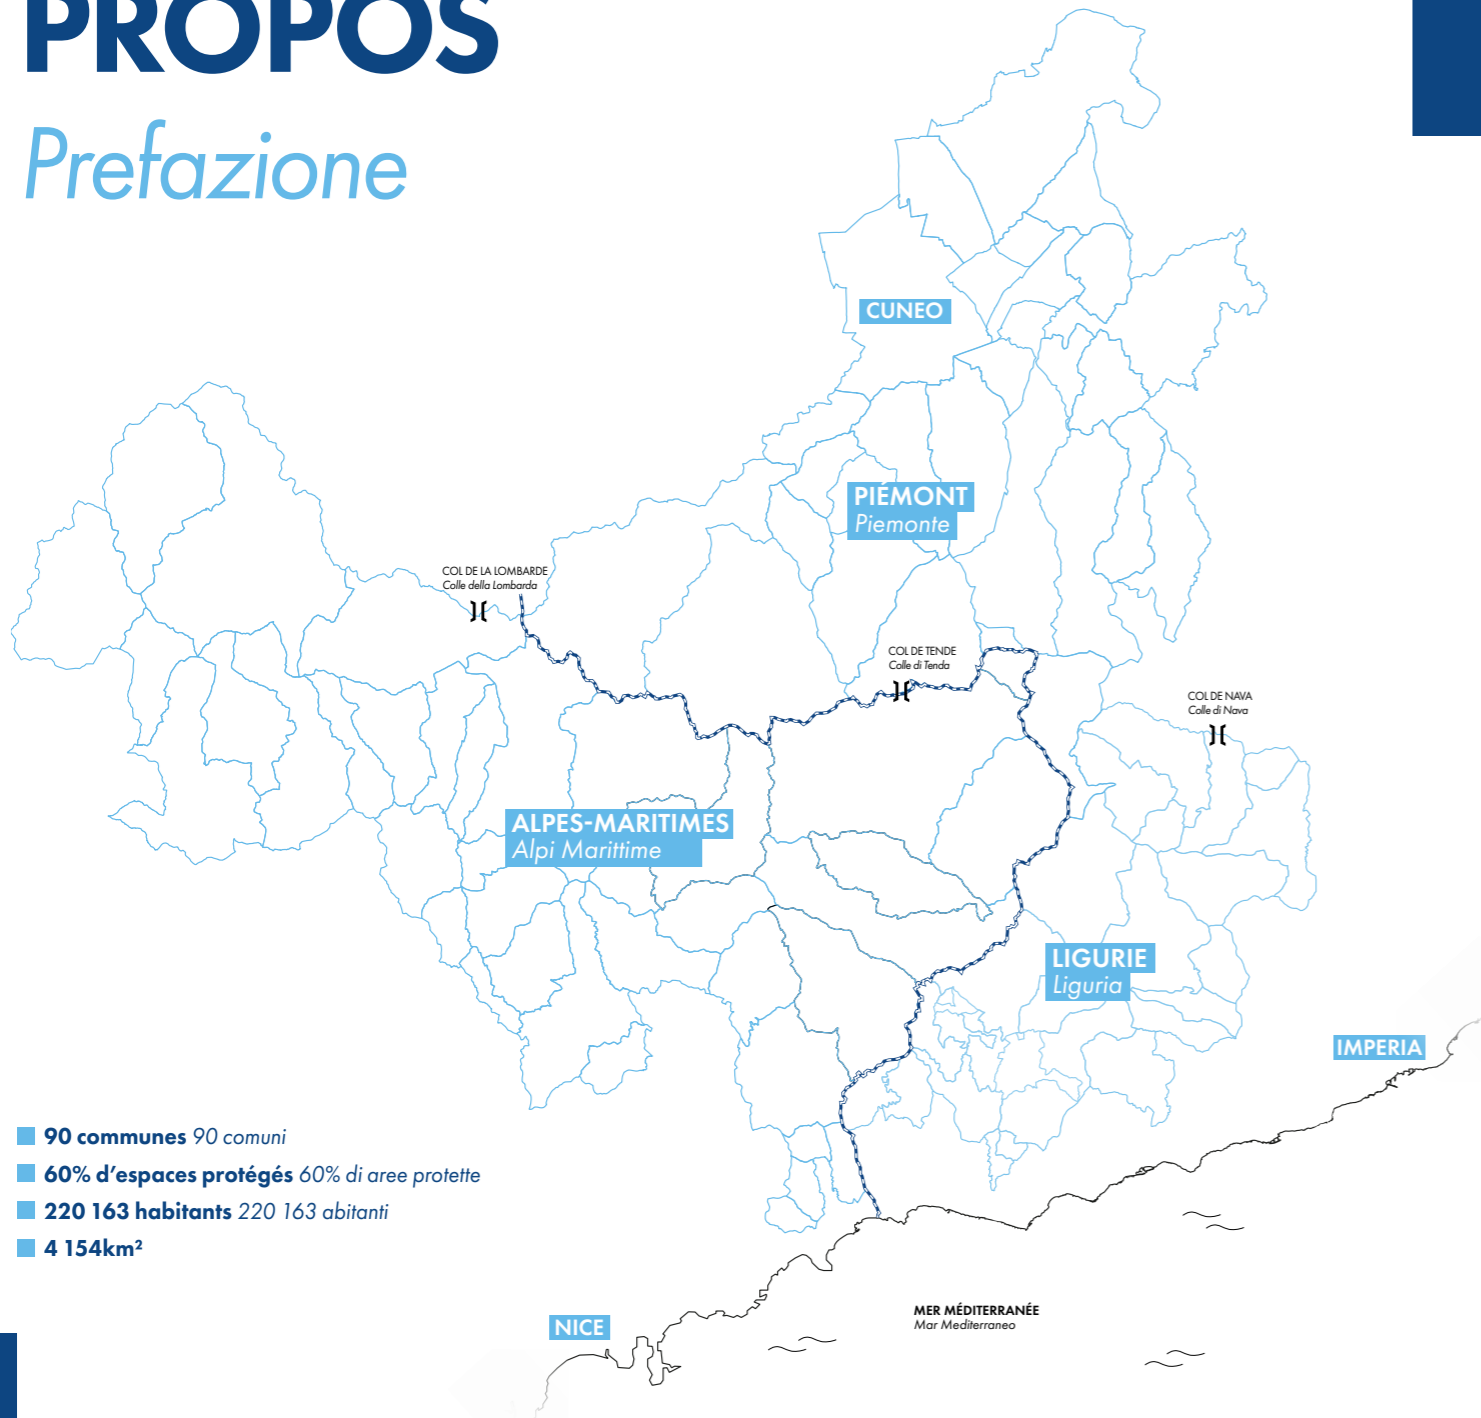 PROPOS
Prefazione
CUNEO
PIÉMONT
Piemonte
COL DE LA LOMBARDE
Colle della Lombarda
COL DE TENDE
Colle di Tenda
COL DE NAVA
Colle di Nava
ALPES-MARITIMES
Alpi Marittime
LIGURIE
Liguria
IMPERIA
90 communes 90 comuni
60% d'espaces protégés 60% di aree protette
220 163 habitants 220 163 abitanti
4 154km²
MER MÉDITERRANÉE
Mar Mediterraneo
NICE